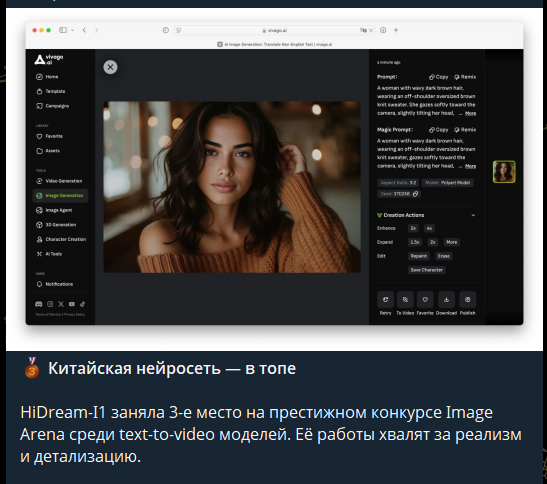 vivago.ai
AI Image Generation: Translate Non-English Text | vivago.ai
vivago
.ai
Home
Template
Campaigns
LIBRARY
Favorite
Assets
TOOLS
Video Generation
Image Generation
Image Agent
3D Generation
Character Creation
AI Tools
MORE
Notifications
Terms of Service | Privacy Policy
a minute ago
Prompt: Copy Remix
A woman with wavy dark brown hair,
wearing an off-shoulder oversized brown
knit sweater. She gazes softly toward the
camera, slightly tilting her head, ... More
Magic Prompt: Copy Remix
A woman with wavy dark brown hair,
wearing an off-shoulder oversized brown
knit sweater, gazes softly toward the
camera, slightly tilting her head, ... More
Aspect Ratio: 3:2 Model: Polyart Model
Seed: 370256
Creation Actions
Enhance 2x 4x
Expand 1.5x 2x More
Edit Repaint Erase
Save Character
Retry To Video Favorite Download Publish
3 Китайская нейросеть — в топе
HiDream-I1 заняла 3-е место на престижном конкурсе Image
Arena среди text-to-video моделей. Её работы хвалят за реализм
и детализацию.